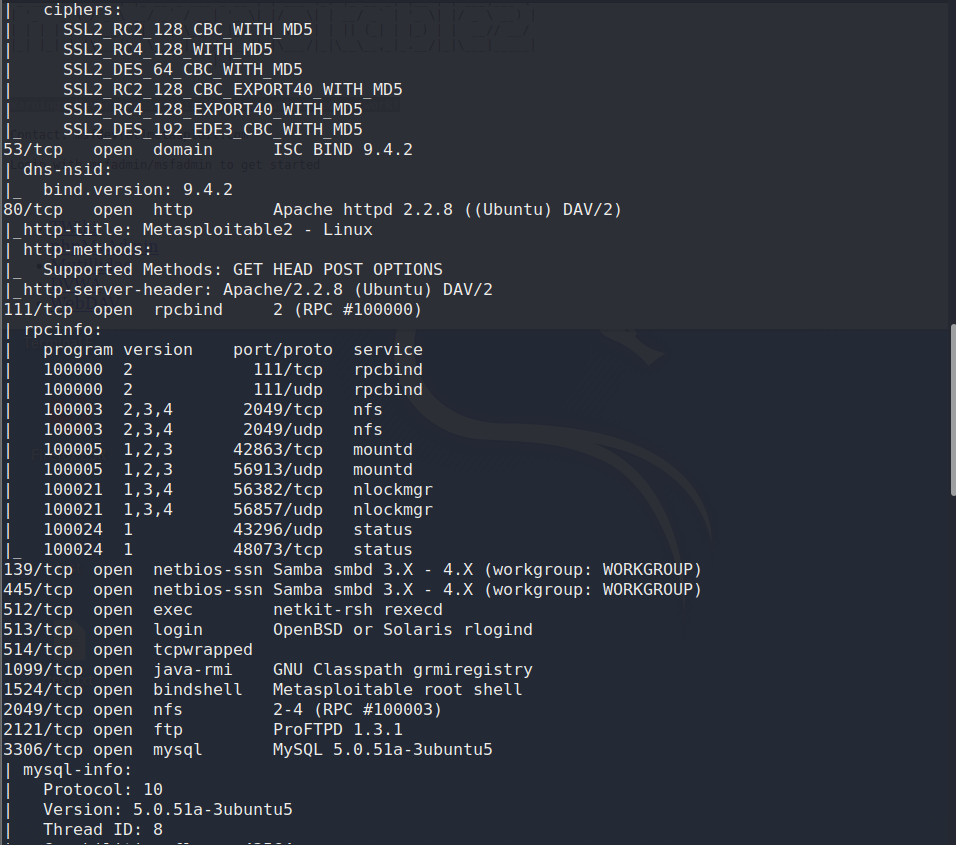 |   ciphers:
|     SSL2_RC2_128_CBC_WITH_MD5
|     SSL2_RC4_128_WITH_MD5
|     SSL2_DES_64_CBC_WITH_MD5
|     SSL2_RC2_128_CBC_EXPORT40_WITH_MD5
|     SSL2_RC4_128_EXPORT40_WITH_MD5
|_    SSL2_DES_192_EDE3_CBC_WITH_MD5
53/tcp   open  domain      ISC BIND 9.4.2
| dns-nsid:
|_  bind.version: 9.4.2
80/tcp   open  http        Apache httpd 2.2.8 ((Ubuntu) DAV/2)
|_http-title: Metasploitable2 - Linux
| http-methods:
|_  Supported Methods: GET HEAD POST OPTIONS
|_http-server-header: Apache/2.2.8 (Ubuntu) DAV/2
111/tcp  open  rpcbind     2 (RPC #100000)
| rpcinfo:
|   program version    port/proto  service
|   100000  2            111/tcp   rpcbind
|   100000  2            111/udp   rpcbind
|   100003  2,3,4       2049/tcp   nfs
|   100003  2,3,4       2049/udp   nfs
|   100005  1,2,3      42863/tcp   mountd
|   100005  1,2,3      56913/udp   mountd
|   100021  1,3,4      56382/tcp   nlockmgr
|   100021  1,3,4      56857/udp   nlockmgr
|   100024  1          43296/udp   status
|_  100024  1          48073/tcp   status
139/tcp  open  netbios-ssn Samba smbd 3.X - 4.X (workgroup: WORKGROUP)
445/tcp  open  netbios-ssn Samba smbd 3.X - 4.X (workgroup: WORKGROUP)
512/tcp  open  exec        netkit-rsh rexecd
513/tcp  open  login       OpenBSD or Solaris rlogind
514/tcp  open  tcpwrapped
1099/tcp open  java-rmi    GNU Classpath grmiregistry
1524/tcp open  bindshell   Metasploitable root shell
2049/tcp open  nfs         2-4 (RPC #100003)
2121/tcp open  ftp         ProFTPD 1.3.1
3306/tcp open  mysql       MySQL 5.0.51a-3ubuntu5
| mysql-info:
|   Protocol: 10
|   Version: 5.0.51a-3ubuntu5
|   Thread ID: 8